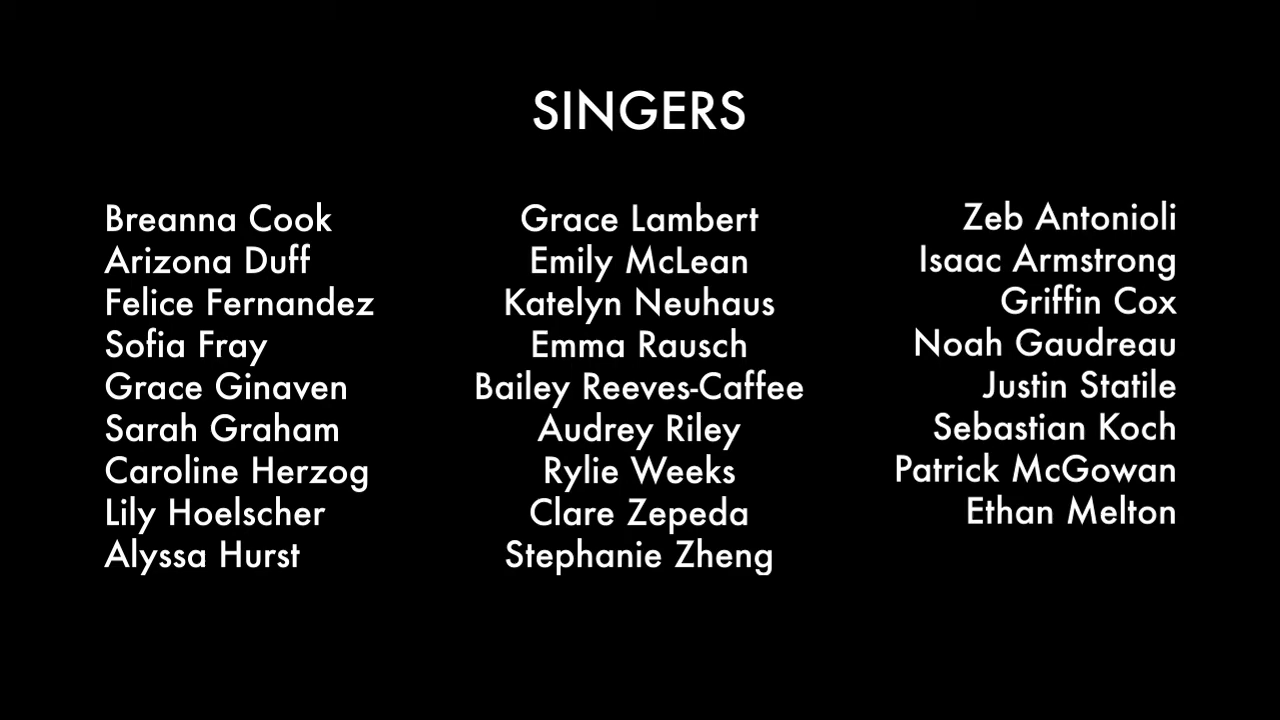 SINGERS
Breanna Cook
Arizona Duff
Felice Fernandez
Sofia Fray
Grace Ginaven
Sarah Graham
Caroline Herzog
Lily Hoelscher
Alyssa Hurst
Grace Lambert
Emily McLean
Katelyn Neuhaus
Emma Rausch
Bailey Reeves-Caffee
Audrey Riley
Rylie Weeks
Clare Zepeda
Stephanie Zheng
Zeb Antonioli
Isaac Armstrong
Griffin Cox
Noah Gaudreau
Justin Statile
Sebastian Koch
Patrick McGowan
Ethan Melton